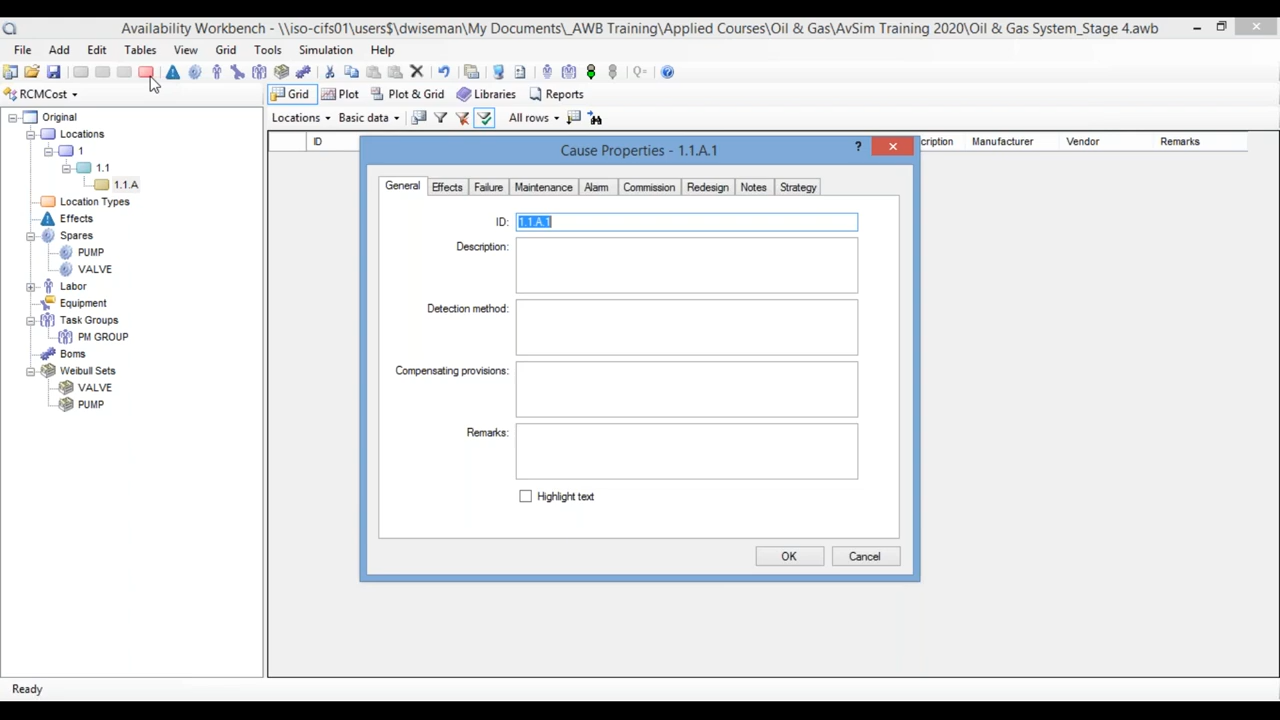 Availability Workbench - \\iso-cifs01\users$\dwiseman\My Documents\_AWB Training\Applied Courses\Oil & Gas\AvSim Training 2020\Oil & Gas System_Stage 4.awb
File Add Edit Tables View Grid Tools Simulation Help
RCMCost
Grid Plot Plot & Grid Libraries Reports
Locations Basic data All rows
ID cription Manufacturer Vendor Remarks
Original
Locations
1
1.1
1.1.A
Location Types
Effects
Spares
PUMP
VALVE
Labor
Equipment
Task Groups
PM GROUP
Boms
Weibull Sets
VALVE
PUMP
Cause Properties - 1.1.A.1
General Effects Failure Maintenance Alarm Commission Redesign Notes Strategy
ID: 1.1.A.1
Description:
Detection method:
Compensating provisions:
Remarks:
Highlight text
OK Cancel
Ready